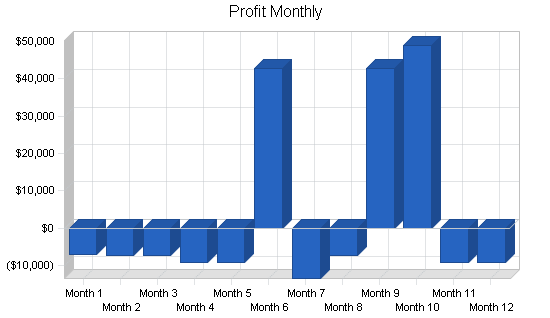 Profit Monthly
$50,000
$40,000
$30,000
$20,000
$10,000
$0
($10,000)
Month 1 Month 3 Month 5 Month 7 Month 9 Month 11
Month 2 Month 4 Month 6 Month 8 Month 10 Month 12